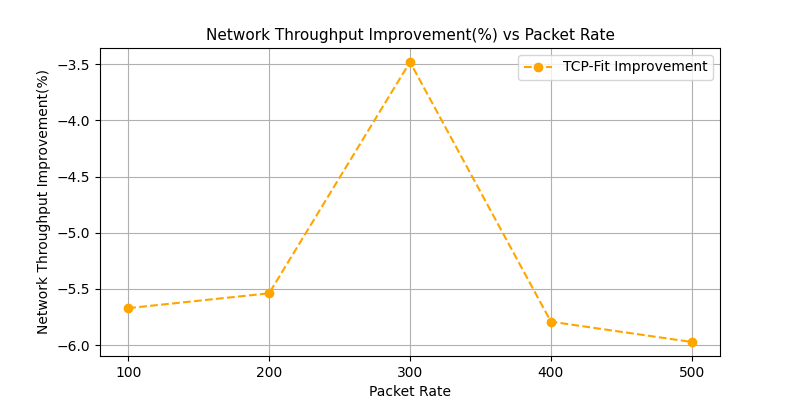 Network Throughput Improvement(%) vs Packet Rate
TCP-Fit Improvement
Network Throughput Improvement(%)
−3.5
−4.0
−4.5
−5.0
−5.5
−6.0
100 200 300 400 500
Packet Rate